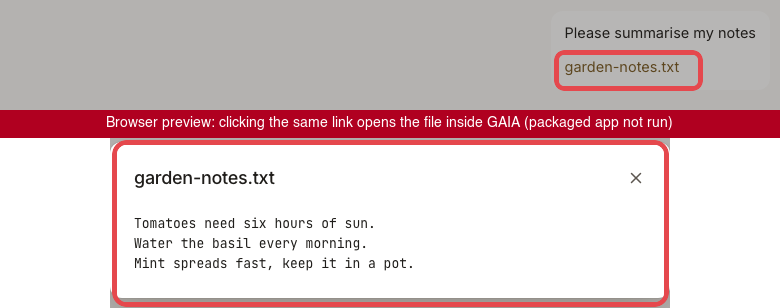 Please summarise my notes
garden-notes.txt
Browser preview: clicking the same link opens the file inside GAIA (packaged app not run)
garden-notes.txt
Tomatoes need six hours of sun.
Water the basil every morning.
Mint spreads fast, keep it in a pot.